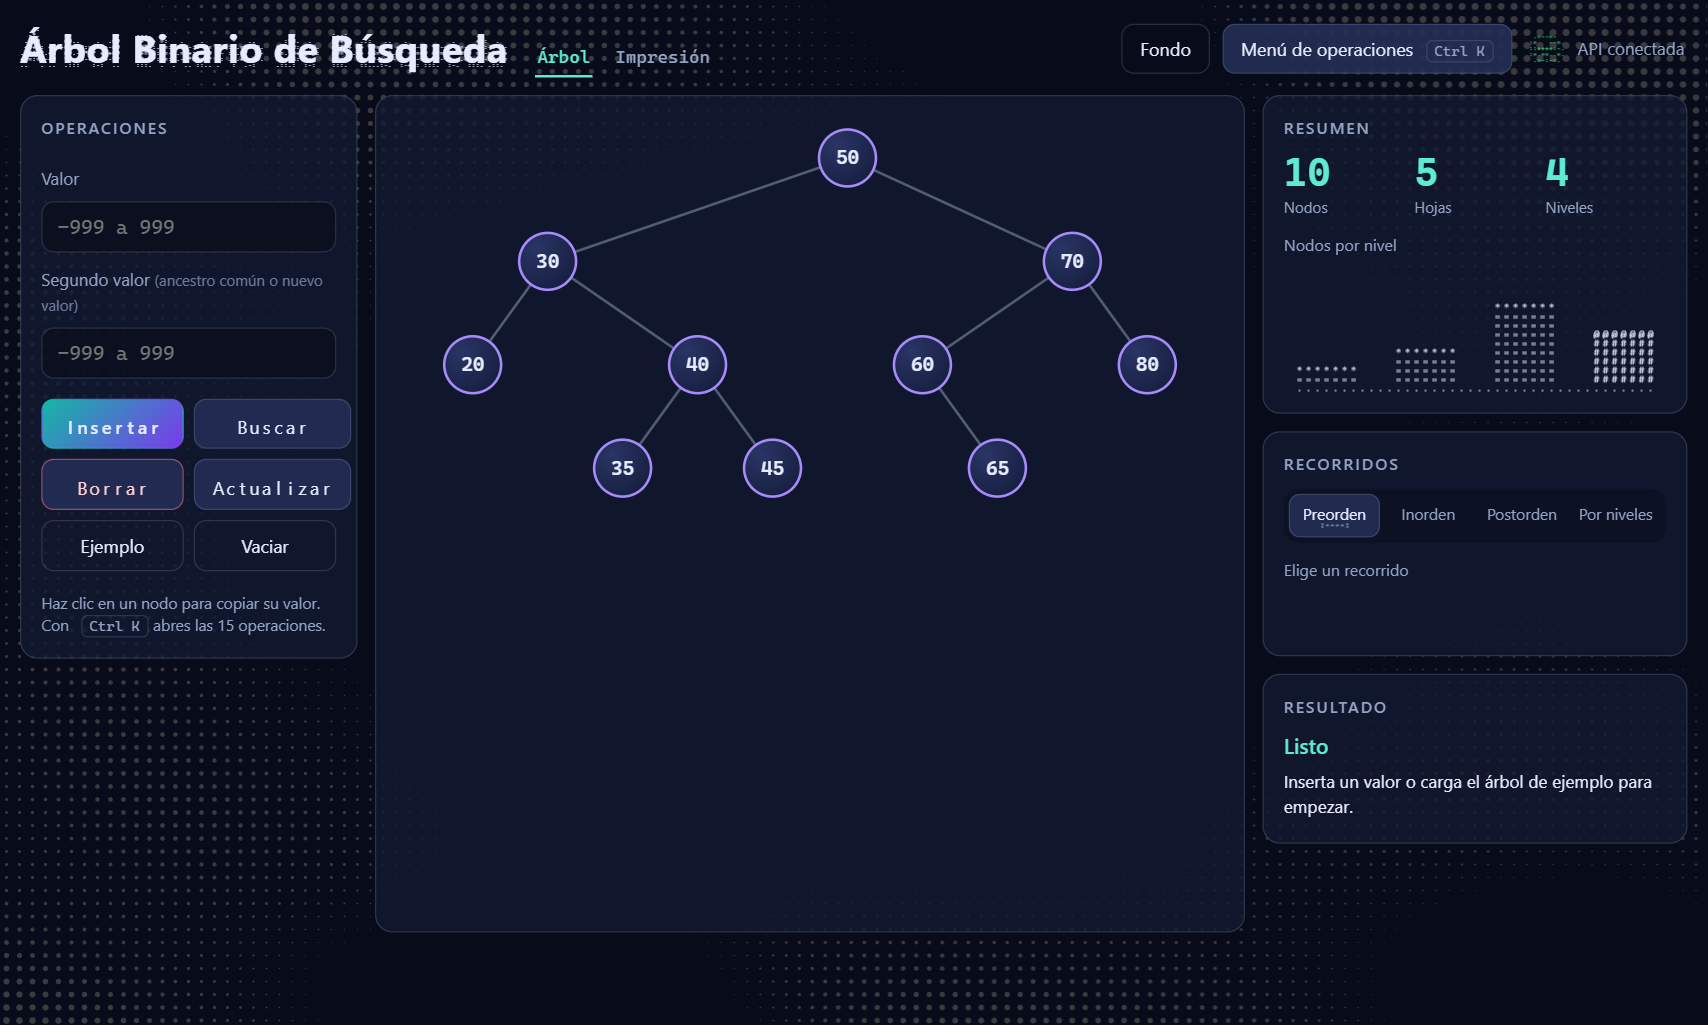 Árbol Binario de Búsqueda
Árbol
Impresión
Fondo
Menú de operaciones Ctrl K
API conectada
OPERACIONES
Valor
−999 a 999
Segundo valor (ancestro común o nuevo
valor)
−999 a 999
Insertar
Buscar
Borrar
Actualizar
Ejemplo
Vaciar
Haz clic en un nodo para copiar su valor.
Con Ctrl K abres las 15 operaciones.
50
30
70
20
40
60
80
35
45
65
RESUMEN
10
5
4
Nodos
Hojas
Niveles
Nodos por nivel
RECORRIDOS
Preorden
Inorden
Postorden
Por niveles
Elige un recorrido
RESULTADO
Listo
Inserta un valor o carga el árbol de ejemplo para
empezar.